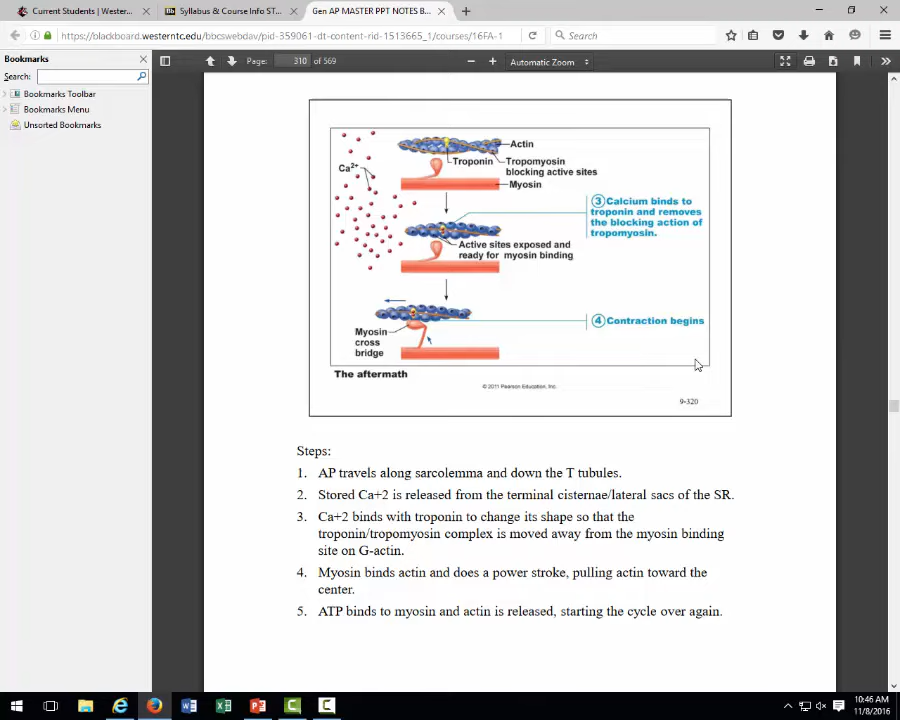 Current Students | Wester...
Syllabus & Course Info ST...
Gen AP MASTER PPT NOTES B...
https://blackboard.westerntc.edu/bbcswebdav/pid-359061-dt-content-rid-1513665_1/courses/16FA-1
Search
Bookmarks
Search:
Bookmarks Toolbar
Bookmarks Menu
Unsorted Bookmarks
Page: 310 of 569
Automatic Zoom
Actin
Troponin
Tropomyosin
blocking active sites
Myosin
Ca2+
3 Calcium binds to
troponin and removes
the blocking action of
tropomyosin.
Active sites exposed and
ready for myosin binding
4 Contraction begins
Myosin
cross
bridge
The aftermath
© 2011 Pearson Education, Inc.
9-320
Steps:
1. AP travels along sarcolemma and down the T tubules.
2. Stored Ca+2 is released from the terminal cisternae/lateral sacs of the SR.
3. Ca+2 binds with troponin to change its shape so that the
troponin/tropomyosin complex is moved away from the myosin binding
site on G-actin.
4. Myosin binds actin and does a power stroke, pulling actin toward the
center.
5. ATP binds to myosin and actin is released, starting the cycle over again.
10:46 AM
11/8/2016